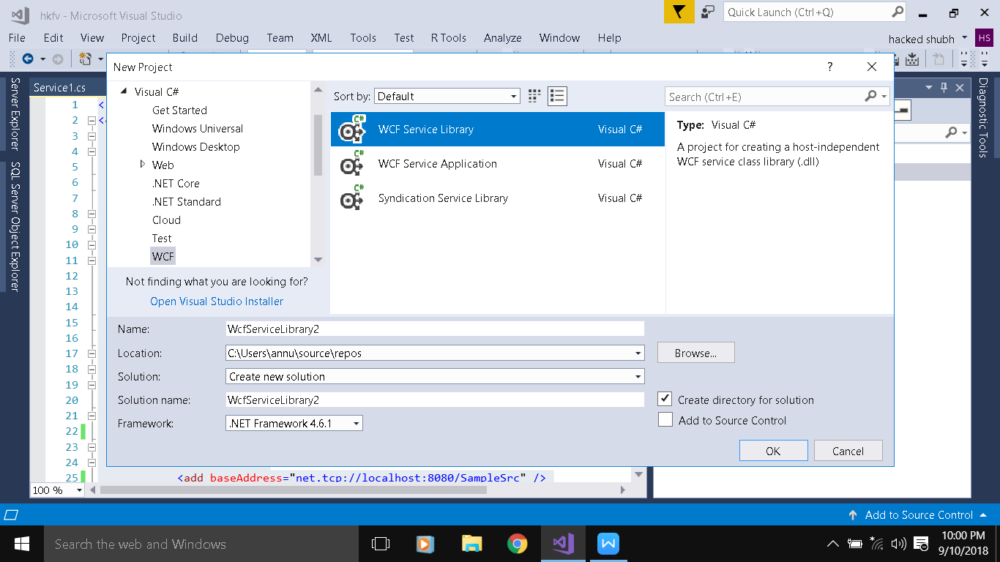 hkfv - Microsoft Visual Studio
Quick Launch (Ctrl+Q)
File Edit View Project Build Debug Team XML Tools Test R Tools Analyze Window Help
hacked shubh HS
New Project ?
Server Explorer
SQL Server Object Explorer
Service1.cs
Diagnostic Tools
Visual C#
Get Started
Windows Universal
Windows Desktop
Web
.NET Core
.NET Standard
Cloud
Test
WCF
Not finding what you are looking for?
Open Visual Studio Installer
Sort by: Default
Search (Ctrl+E)
C# WCF Service Library Visual C#
C# WCF Service Application Visual C#
C# Syndication Service Library Visual C#
Type: Visual C#
A project for creating a host-independent
WCF service class library (.dll)
Name: WcfServiceLibrary2
Location: C:\Users\annu\source\repos Browse...
Solution: Create new solution
Solution name: WcfServiceLibrary2
Create directory for solution
Framework: .NET Framework 4.6.1
Add to Source Control
OK Cancel
1 <
2 <
3
4
5
6
7
8
9
10
11
12
13
14
15
16
17
18
19
20
21
22
23
24
25 <add baseAddress="net.tcp://localhost:8080/SampleSrc" />
100 %
Add to Source Control
Search the web and Windows
W
10:00 PM
9/10/2018